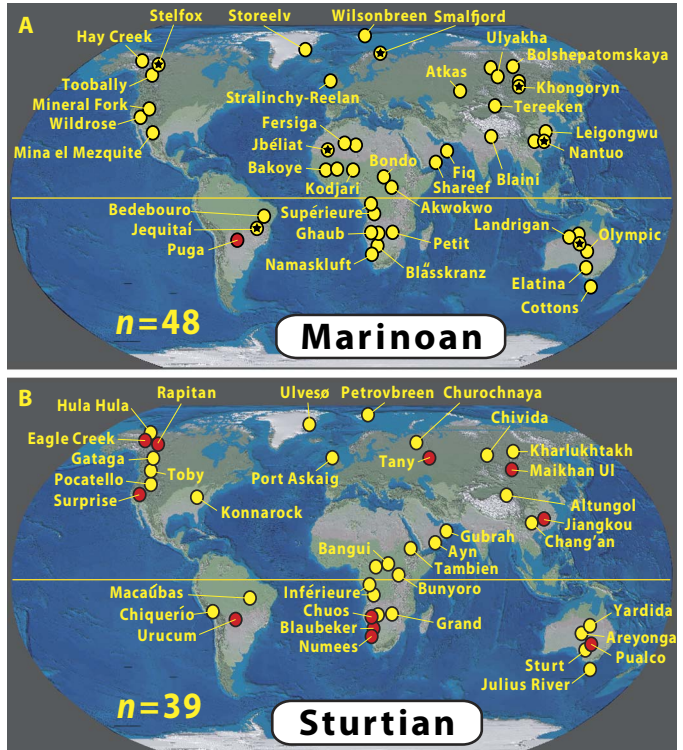 A
Stelfox
Storeelv
Wilsonbreen
Smalfjord
Hay Creek
Ulyakha
Bolshepatomskaya
Toobally
Atkas
Khongoryn
Mineral Fork
Stralinchy-Reelan
Tereeken
Wildrose
Fersiga
Leigongwu
Mina el Mezquite
Jbéliat
Nantuo
Bondo
Fiq
Bakoye
Shareef
Blaini
Kodjari
Akwokwo
Bedebouro
Supérieure
Landrigan
Jequitaí
Ghaub
Petit
Olympic
Puga
Namaskluft
Blässkranz
Elatina
Cottons
n=48
Marinoan
B
Rapitan
Ulvesø
Petrovbreen
Churochnaya
Hula Hula
Chivida
Eagle Creek
Kharlukhtakh
Gataga
Tany
Maikhan Ul
Pocatello
Toby
Port Askaig
Surprise
Altungol
Konnarock
Jiangkou
Gubrah
Chang'an
Ayn
Bangui
Tambien
Bunyoro
Macaúbas
Inférieure
Chiquerío
Chuos
Grand
Yardida
Urucum
Blaubeker
Areyonga
Numees
Sturt
Pualco
Julius River
n=39
Sturtian